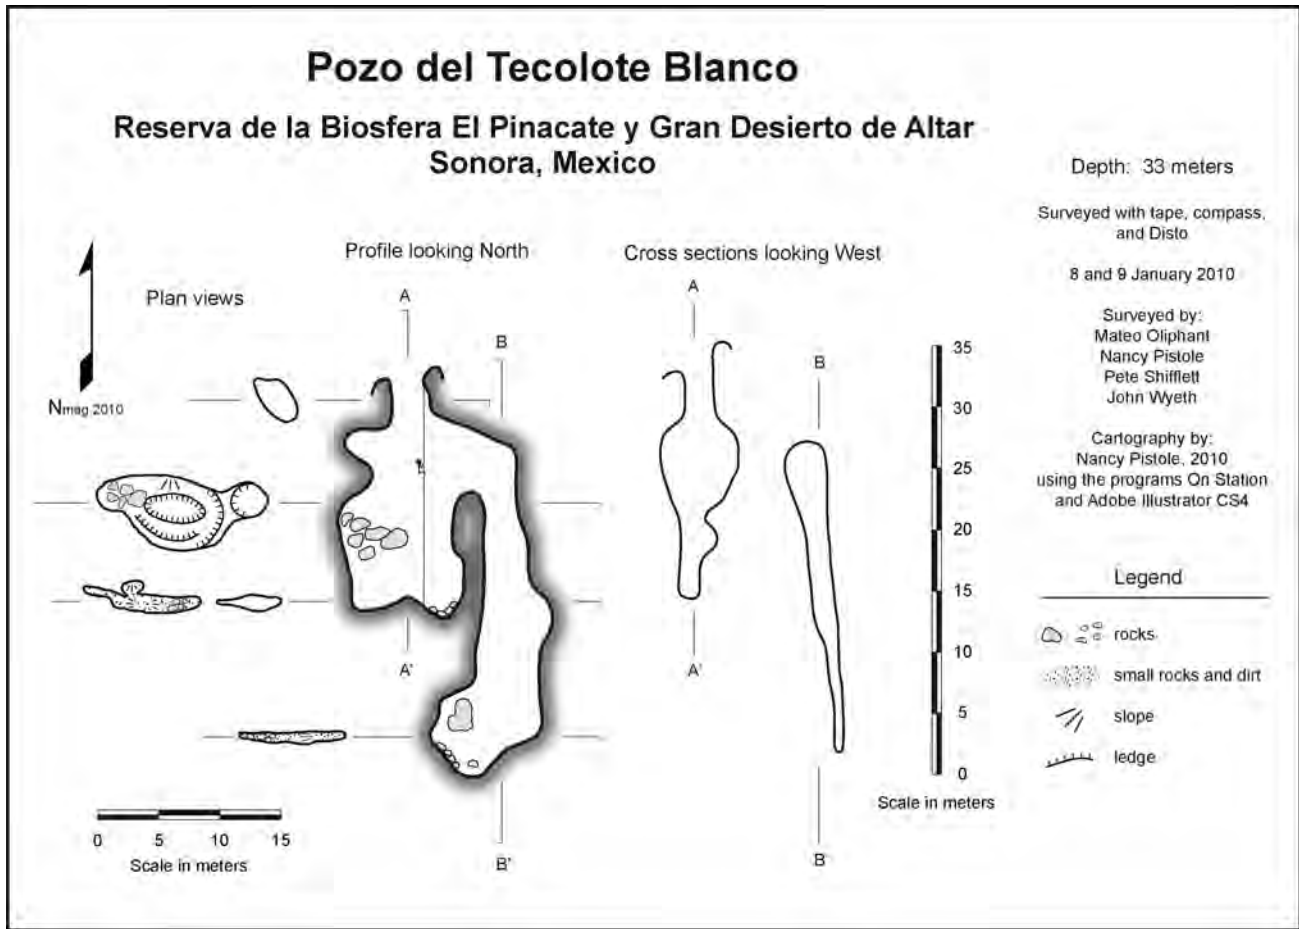 Pozo del Tecolote Blanco
Reserva de la Biosfera El Pinacate y Gran Desierto de Altar
Sonora, Mexico
Depth: 33 meters
Surveyed with tape, compass,
and Disto
8 and 9 January 2010
Surveyed by:
Mateo Oliphant
Nancy Pistole
Pete Shifflett
John Wyeth
Cartography by:
Nancy Pistole, 2010
using the programs On Station
and Adobe Illustrator CS4
Legend
rocks
small rocks and dirt
slope
ledge
Nmag 2010
Plan views
Profile looking North
A
B
A'
B'
Cross sections looking West
A
B
A'
B
35
30
25
20
15
10
5
0
Scale in meters
0 5 10 15
Scale in meters